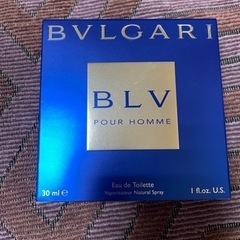 BVLGARI
BLV
POUR HOMME
Eau de Toilette
Vaporisateur Natural Spray
30 ml ℮ 1 fl.oz. U.S.